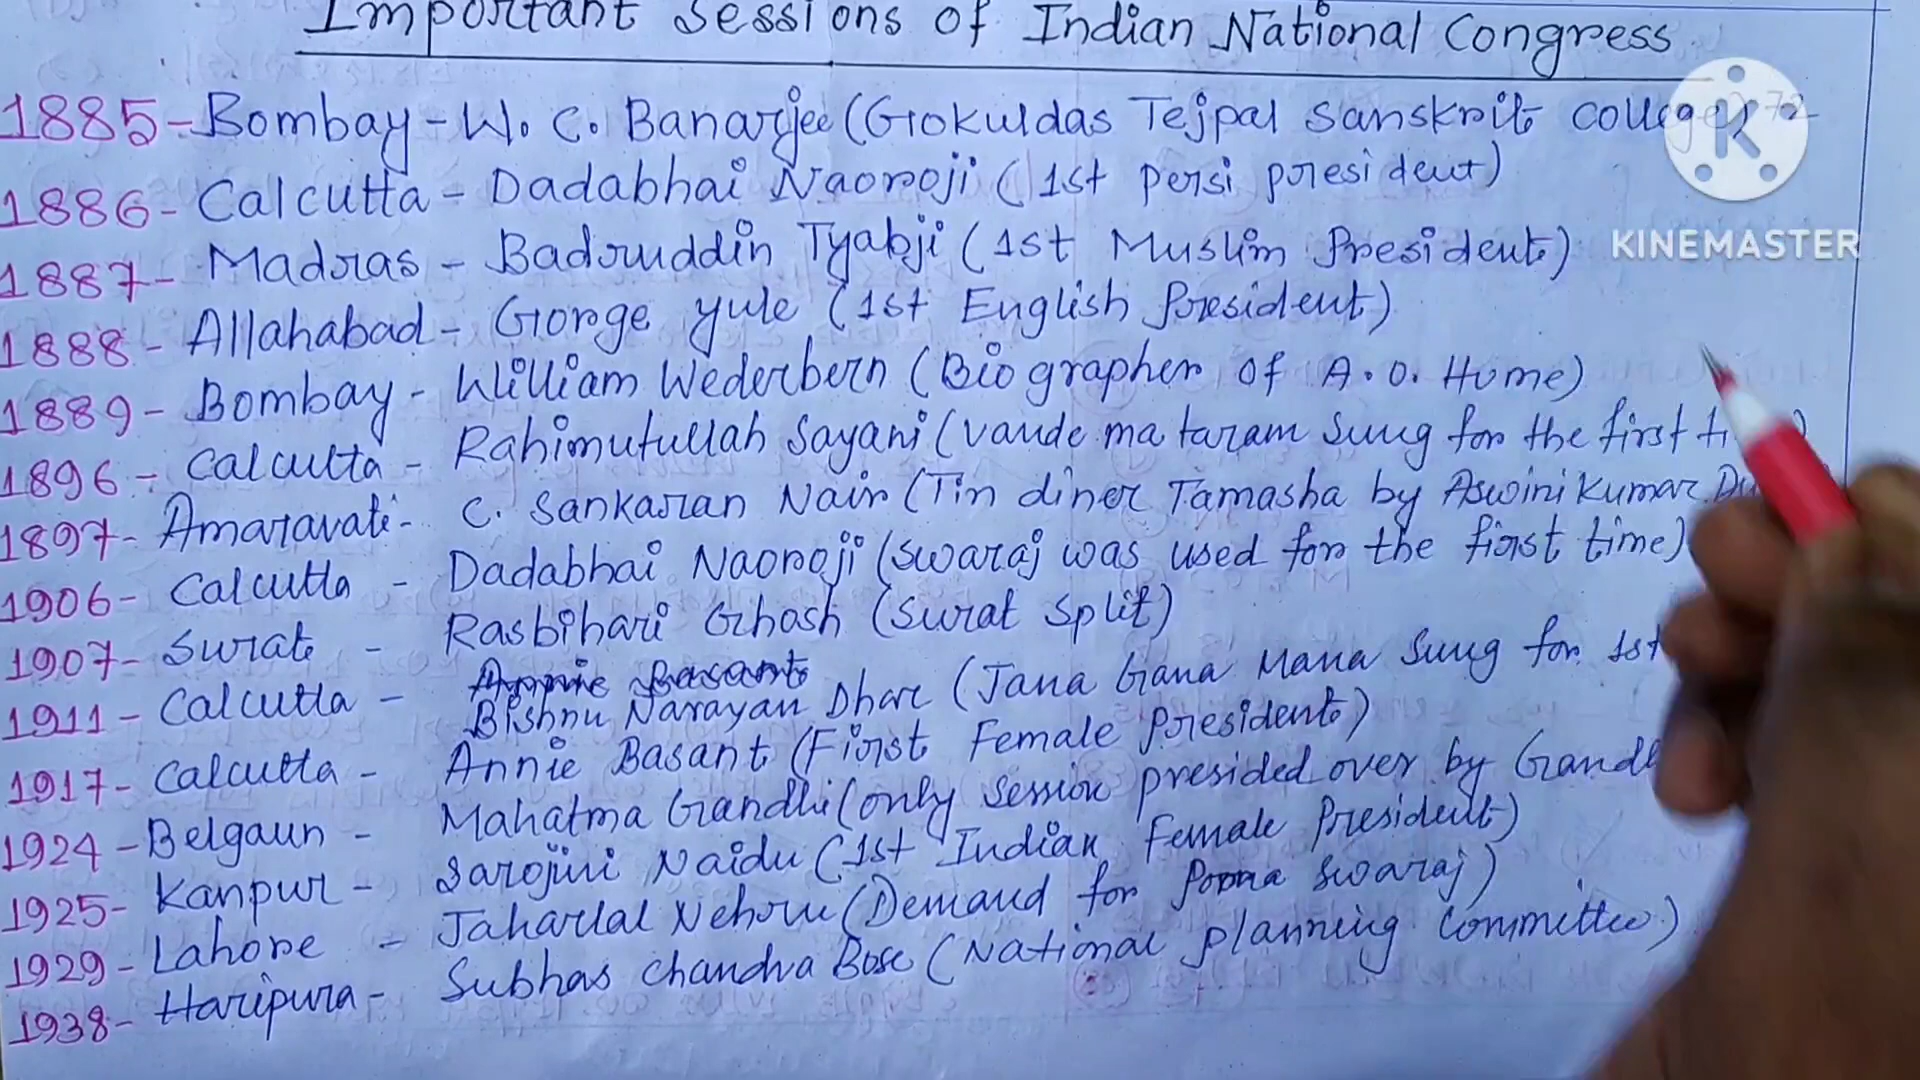 Important Sessions of Indian National Congress
1885- Bombay - W. C. Banarjee (Gokuldas Tejpal Sanskrit College) 72
1886- Calcutta - Dadabhai Naoroji (1st Persi president)
1887- Madras - Badruddin Tyabji (1st Muslim President)
1888- Allahabad - Gorge Yule (1st English President)
1889- Bombay - William Wederbern (Biographer of A.O. Hume)
1896- Calcutta - Rahimutullah Sayani (Vande mataram Sung for the first
1897- Amaravati- C. Sankaran Nair (Tin diner Tamasha by Aswini Kumar
1906- Calcutta - Dadabhai Naoroji (Swaraj was used for the first time)
1907- Surat - Rasbihari Ghosh (Surat Split)
1911- Calcutta - Bishnu Narayan Dhar (Jana Gana Mana Sung for 1st
1917- Calcutta - Annie Basant (First Female President)
1924- Belgaun - Mahatma Gandhi (only Session presided over by
1925- Kanpur - Sarojini Naidu (1st Indian Female President)
1929- Lahore - Jaharlal Nehru (Demand for Swaraj)
1938- Haripura- Subhas Chandra Bose (National Planning Committee)
K
KINEMASTER